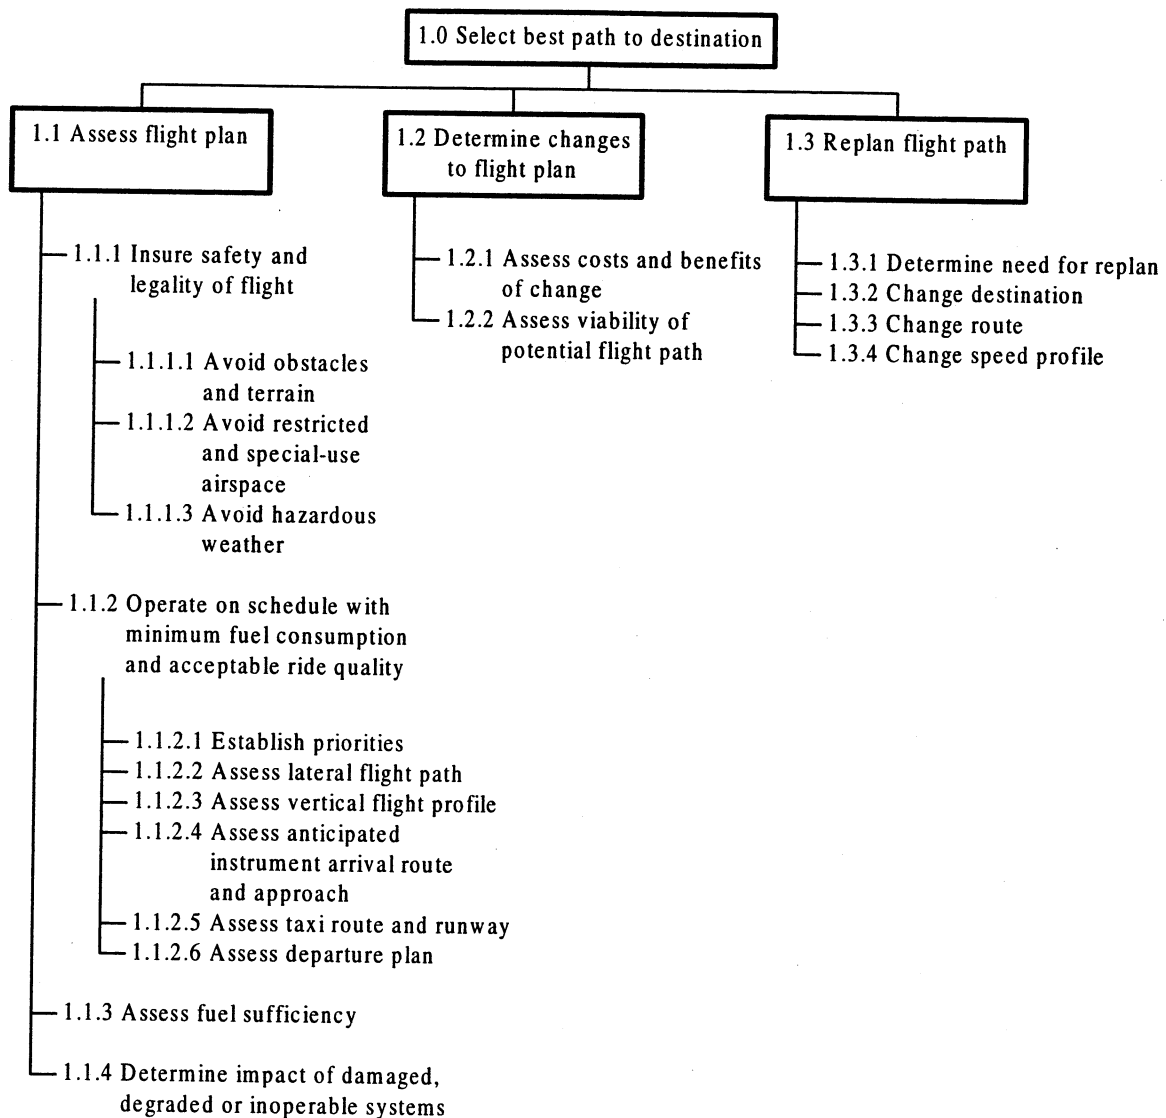 1.0 Select best path to destination
1.1 Assess flight plan
1.2 Determine changes
to flight plan
1.3 Replan flight path
1.1.1 Insure safety and
legality of flight
1.1.1.1 Avoid obstacles
and terrain
1.1.1.2 Avoid restricted
and special-use
airspace
1.1.1.3 Avoid hazardous
weather
1.1.2 Operate on schedule with
minimum fuel consumption
and acceptable ride quality
1.1.2.1 Establish priorities
1.1.2.2 Assess lateral flight path
1.1.2.3 Assess vertical flight profile
1.1.2.4 Assess anticipated
instrument arrival route
and approach
1.1.2.5 Assess taxi route and runway
1.1.2.6 Assess departure plan
1.1.3 Assess fuel sufficiency
1.1.4 Determine impact of damaged,
degraded or inoperable systems
1.2.1 Assess costs and benefits
of change
1.2.2 Assess viability of
potential flight path
1.3.1 Determine need for replan
1.3.2 Change destination
1.3.3 Change route
1.3.4 Change speed profile